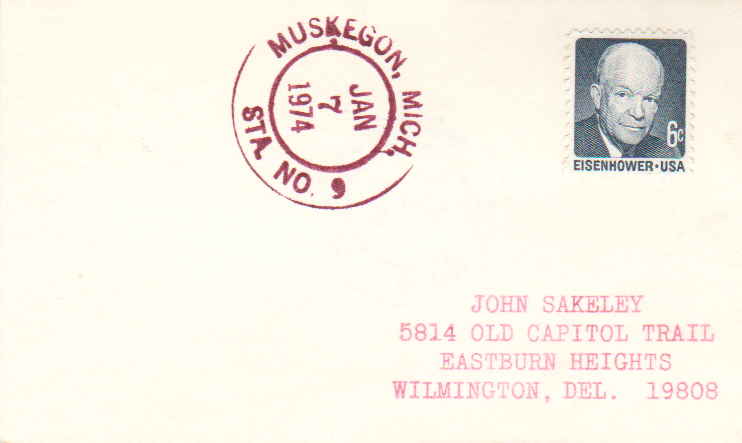 MUSKEGON, MICH.
JAN
7
1974
STA. NO. 9
6c
EISENHOWER·USA
JOHN SAKELEY
5814 OLD CAPITOL TRAIL
EASTBURN HEIGHTS
WILMINGTON, DEL. 19808